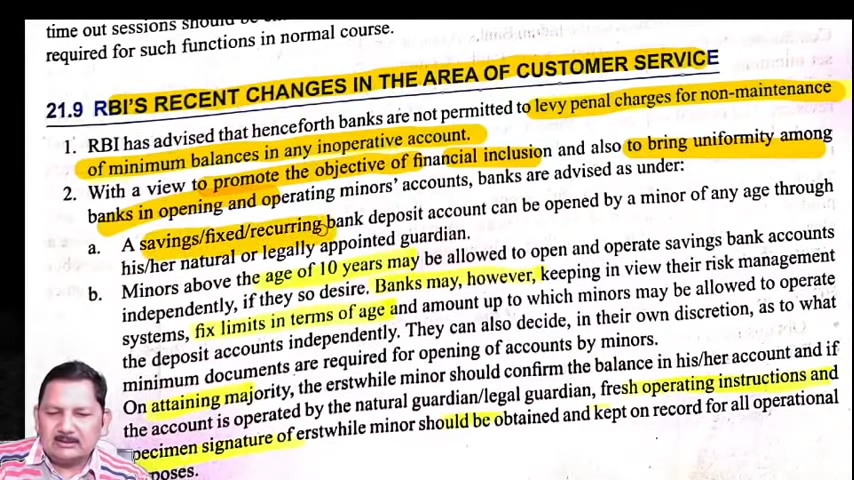 time out sessions should be
required for such functions in normal course.
21.9 RBI'S RECENT CHANGES IN THE AREA OF CUSTOMER SERVICE
1. RBI has advised that henceforth banks are not permitted to levy penal charges for non-maintenance
of minimum balances in any inoperative account.
2. With a view to promote the objective of financial inclusion and also to bring uniformity among
banks in opening and operating minors' accounts, banks are advised as under:
a. A savings/fixed/recurring bank deposit account can be opened by a minor of any age through
his/her natural or legally appointed guardian.
b. Minors above the age of 10 years may be allowed to open and operate savings bank accounts
independently, if they so desire. Banks may, however, keeping in view their risk management
systems, fix limits in terms of age and amount up to which minors may be allowed to operate
the deposit accounts independently. They can also decide, in their own discretion, as to what
minimum documents are required for opening of accounts by minors.
On attaining majority, the erstwhile minor should confirm the balance in his/her account and if
the account is operated by the natural guardian/legal guardian, fresh operating instructions and
pecimen signature of erstwhile minor should be obtained and kept on record for all operational
poses.